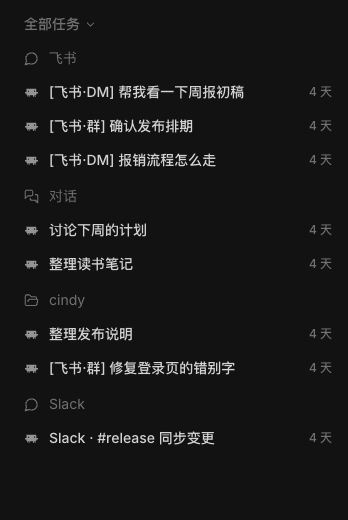 全部任务
飞书
[飞书·DM] 帮我看一下周报初稿 4 天
[飞书·群] 确认发布排期 4 天
[飞书·DM] 报销流程怎么走 4 天
对话
讨论下周的计划 4 天
整理读书笔记 4 天
cindy
整理发布说明 4 天
[飞书·群] 修复登录页的错别字 4 天
Slack
Slack · #release 同步变更 4 天